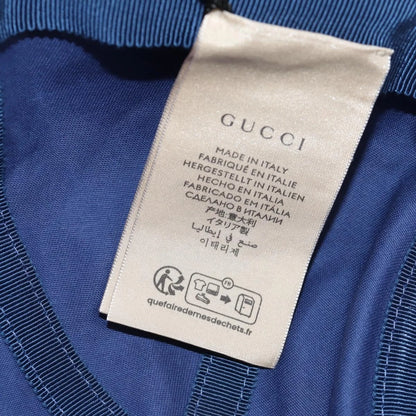 GUCCI
MADE IN ITALY
FABRIQUÉ EN ITALIE
HERGESTELLT IN ITALIEN
HECHO EN ITALIA
FABRICADO EM ITÁLIA
СДЕЛАНО В ИТАЛИИ
产地:意大利
イタリア製
صنع في إيطاليا
이태리제
FR
quefairedemesdechets.fr